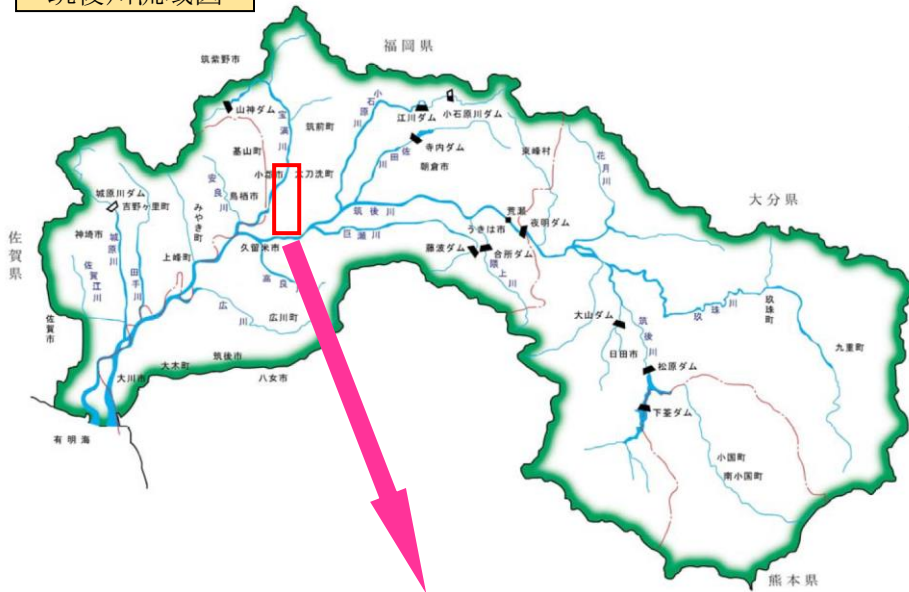 福岡県
筑紫野市
山神ダム
宝満川
筑前町
小石原川
江川ダム
小石原川ダム
寺内ダム
佐田川
朝倉市
東峰村
花月川
大分県
基山町
小郡市
大刀洗町
安良川
鳥栖市
みやき町
城原川ダム
吉野ヶ里町
神埼市
城原川
田手川
佐賀江川
佐賀県
佐賀市
上峰町
久留米市
筑後川
巨瀬川
荒瀬
夜明ダム
うきは市
藤波ダム
合所ダム
隈上川
高良
広川
広川町
筑後市
八女市
大木町
大川市
有明海
大山ダム
日田市
筑後川
松原ダム
下筌ダム
玖珠川
玖珠町
九重町
小国町
南小国町
熊本県